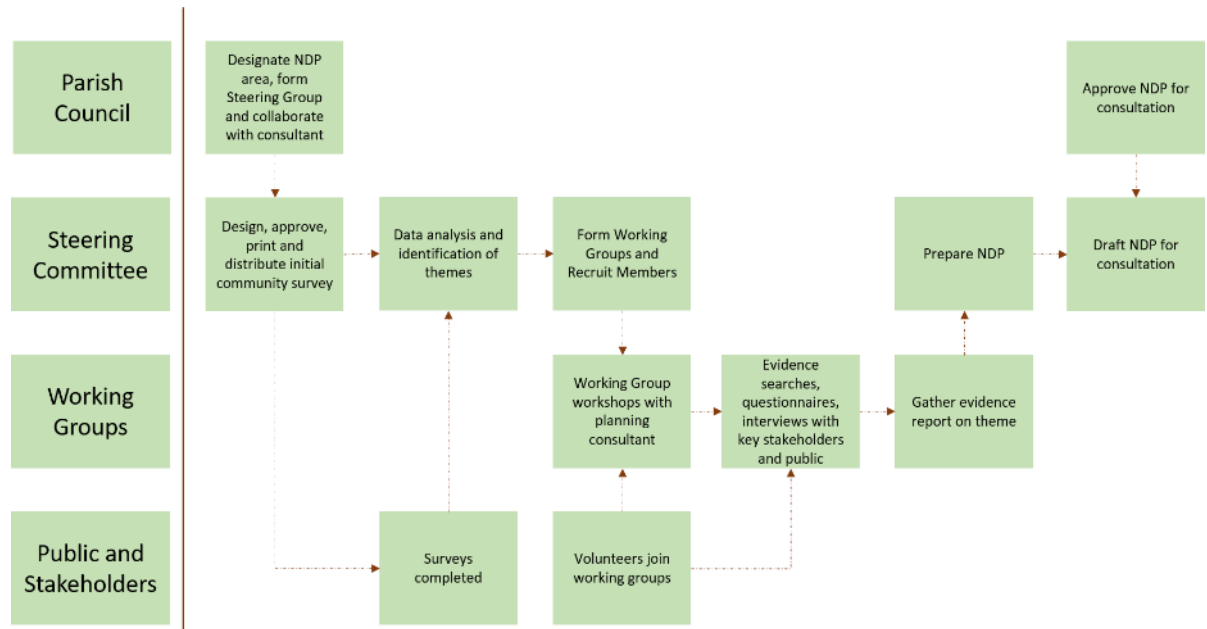 Parish
Council
Designate NDP
area, form
Steering Group
and collaborate
with consultant
Approve NDP for
consultation
Steering
Committee
Design, approve,
print and
distribute initial
community survey
Data analysis and
identification of
themes
Form Working
Groups and
Recruit Members
Prepare NDP
Draft NDP for
consultation
Working
Groups
Working Group
workshops with
planning
consultant
Evidence
searches,
questionnaires,
interviews with
key stakeholders
and public
Gather evidence
report on theme
Public and
Stakeholders
Surveys
completed
Volunteers join
working groups